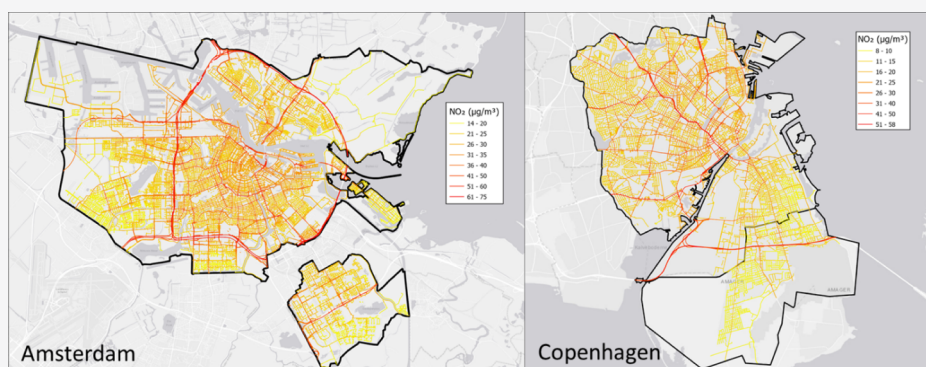 NO₂ (µg/m³)
14 - 20
21 - 25
26 - 30
31 - 35
36 - 40
41 - 50
51 - 60
61 - 75
Amsterdam
NO₂ (µg/m³)
8 - 10
11 - 15
16 - 20
21 - 25
26 - 30
31 - 40
41 - 50
51 - 58
AMAGER
Copenhagen